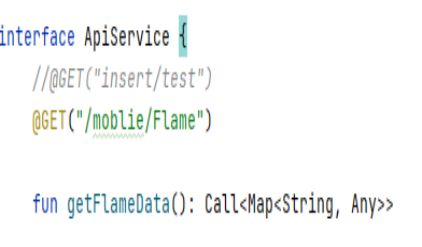 interface ApiService {
//@GET("insert/test")
@GET("/moblie/Flame")
fun getFlameData(): Call<Map<String, Any>>